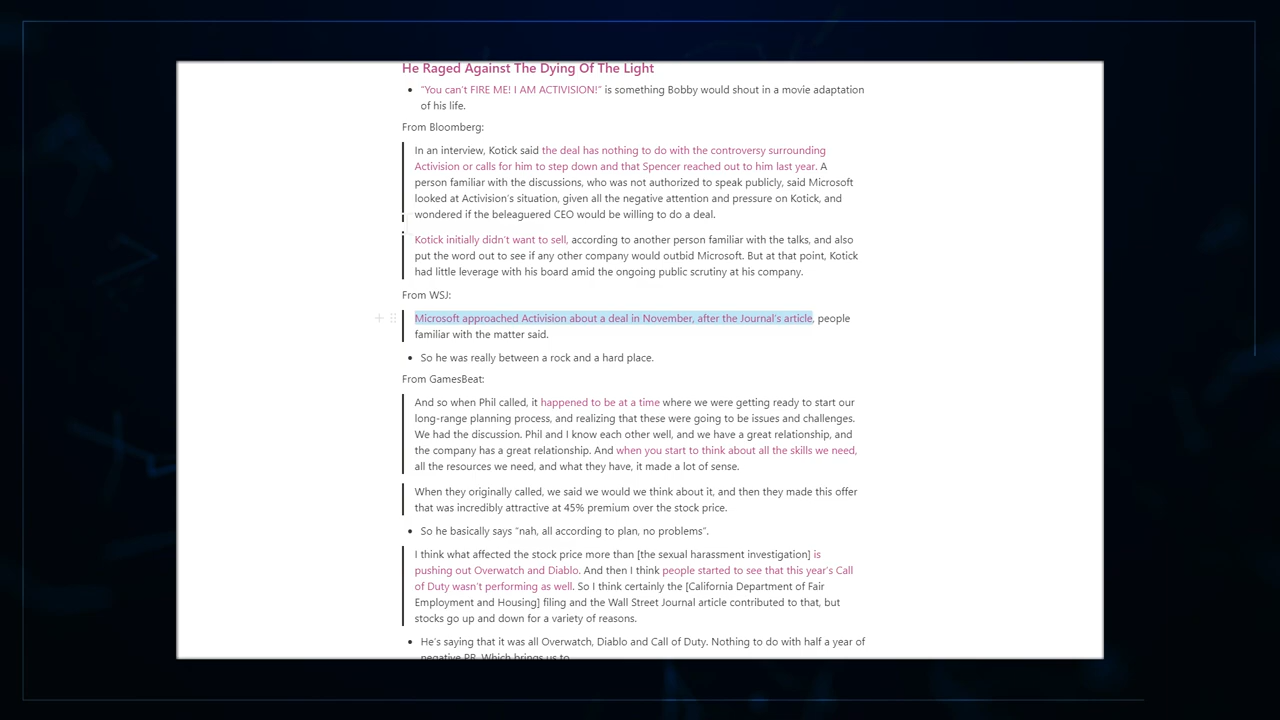 He Raged Against The Dying Of The Light
• “You can’t FIRE ME! I AM ACTIVISION!” is something Bobby would shout in a movie adaptation
of his life.
From Bloomberg:
In an interview, Kotick said the deal has nothing to do with the controversy surrounding
Activision or calls for him to step down and that Spencer reached out to him last year. A
person familiar with the discussions, who was not authorized to speak publicly, said Microsoft
looked at Activision’s situation, given all the negative attention and pressure on Kotick, and
wondered if the beleaguered CEO would be willing to do a deal.
Kotick initially didn’t want to sell, according to another person familiar with the talks, and also
put the word out to see if any other company would outbid Microsoft. But at that point, Kotick
had little leverage with his board amid the ongoing public scrutiny at his company.
From WSJ:
Microsoft approached Activision about a deal in November, after the Journal’s article, people
familiar with the matter said.
• So he was really between a rock and a hard place.
From GamesBeat:
And so when Phil called, it happened to be at a time where we were getting ready to start our
long-range planning process, and realizing that these were going to be issues and challenges.
We had the discussion. Phil and I know each other well, and we have a great relationship, and
the company has a great relationship. And when you start to think about all the skills we need,
all the resources we need, and what they have, it made a lot of sense.
When they originally called, we said we would we think about it, and then they made this offer
that was incredibly attractive at 45% premium over the stock price.
• So he basically says “nah, all according to plan, no problems”.
I think what affected the stock price more than [the sexual harassment investigation] is
pushing out Overwatch and Diablo. And then I think people started to see that this year’s Call
of Duty wasn’t performing as well. So I think certainly the [California Department of Fair
Employment and Housing] filing and the Wall Street Journal article contributed to that, but
stocks go up and down for a variety of reasons.
• He’s saying that it was all Overwatch, Diablo and Call of Duty. Nothing to do with half a year of
negative PR. Which brings us to